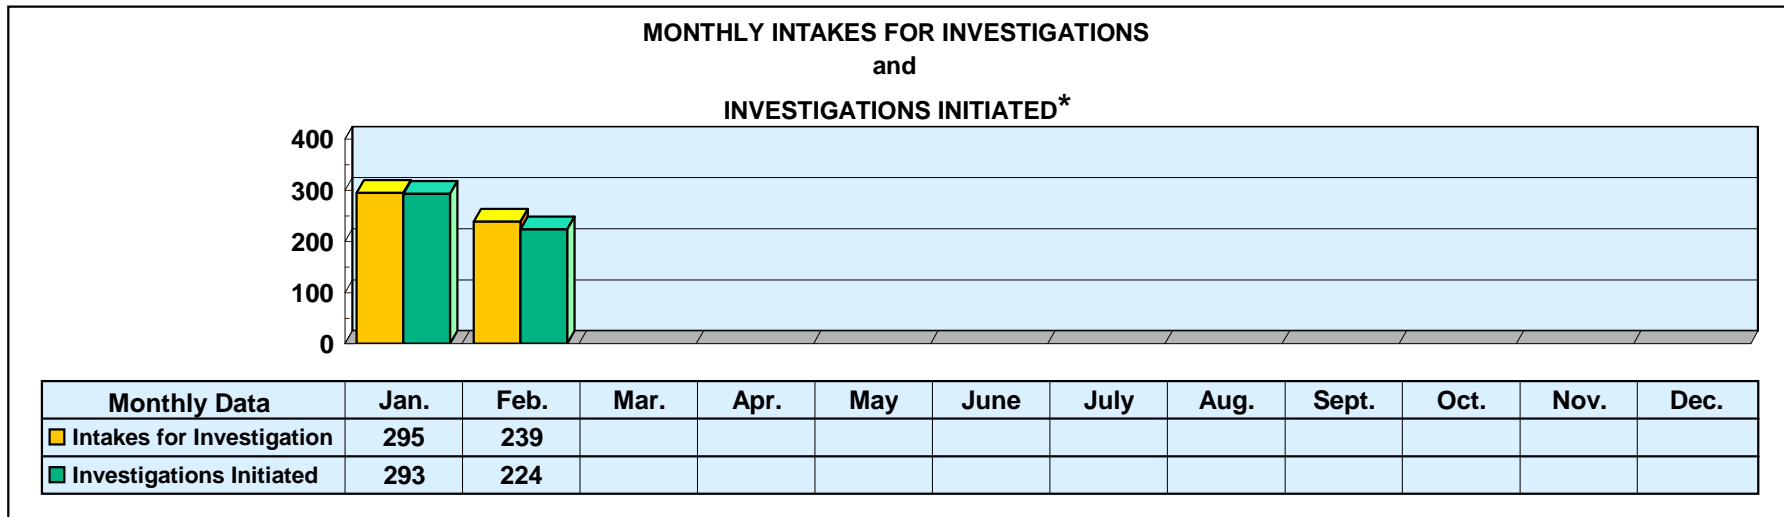 MONTHLY INTAKES FOR INVESTIGATIONS
and
INVESTIGATIONS INITIATED*
400
300
200
100
0
Monthly Data Jan. Feb. Mar. Apr. May June July Aug. Sept. Oct. Nov. Dec.
Intakes for Investigation 295 239
Investigations Initiated 293 224